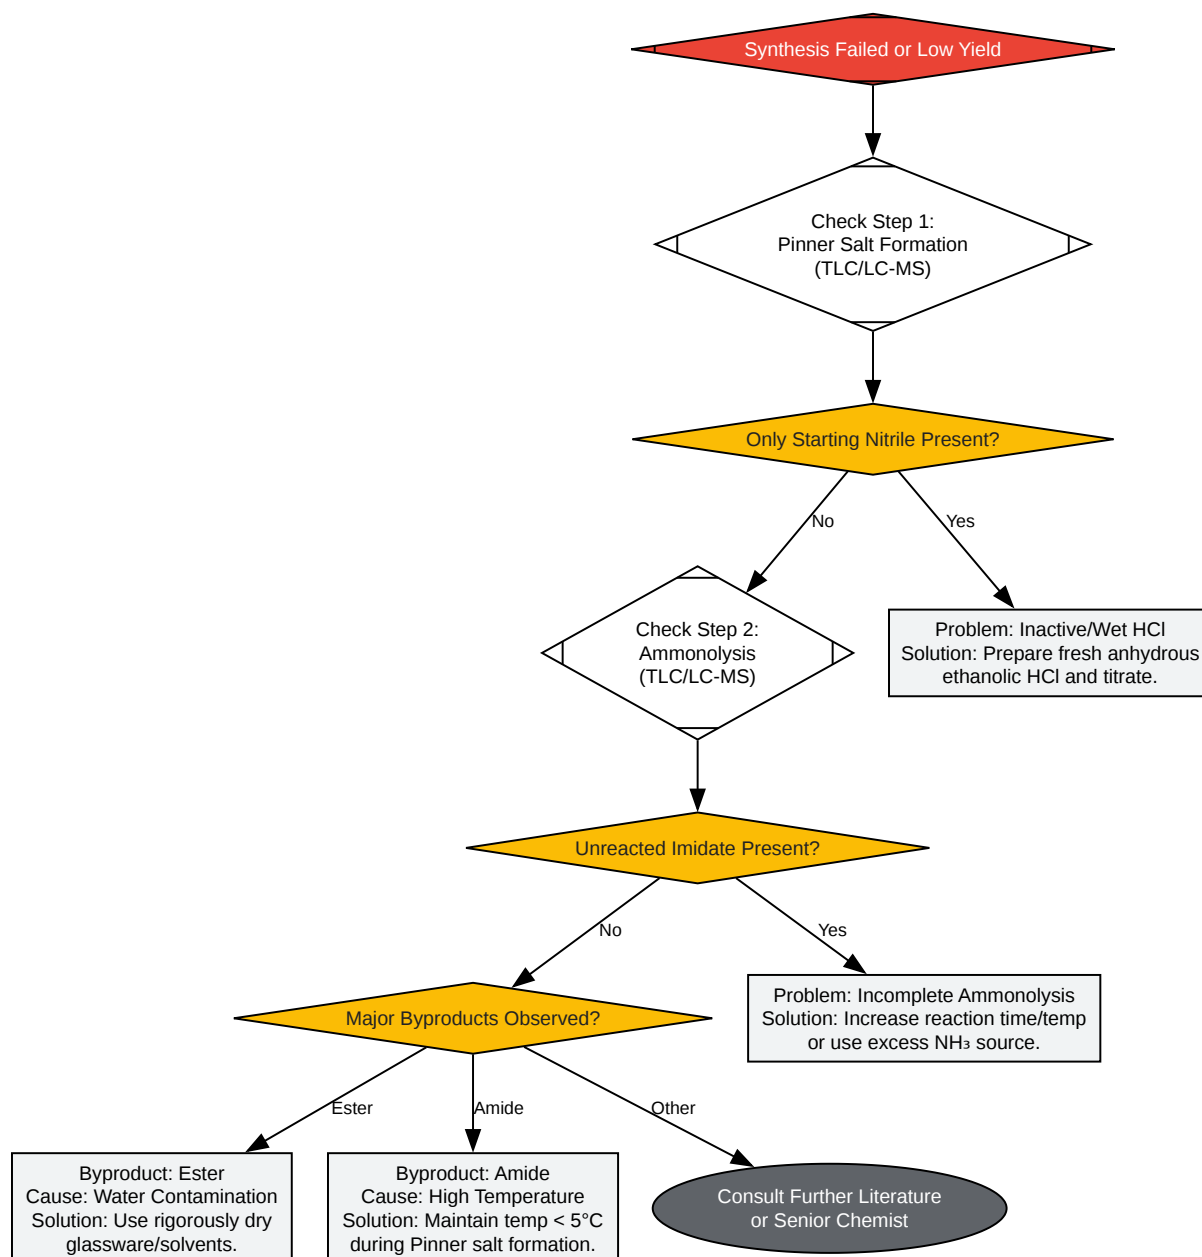 Synthesis Failed or Low Yield
Check Step 1:
Pinner Salt Formation
(TLC/LC-MS)
Only Starting Nitrile Present?
No
Yes
Check Step 2:
Ammonolysis
(TLC/LC-MS)
Problem: Inactive/Wet HCl
Solution: Prepare fresh anhydrous
ethanolic HCl and titrate.
Unreacted Imidate Present?
No
Yes
Major Byproducts Observed?
Problem: Incomplete Ammonolysis
Solution: Increase reaction time/temp
or use excess NH₃ source.
Ester
Amide
Other
Byproduct: Ester
Cause: Water Contamination
Solution: Use rigorously dry
glassware/solvents.
Byproduct: Amide
Cause: High Temperature
Solution: Maintain temp < 5°C
during Pinner salt formation.
Consult Further Literature
or Senior Chemist